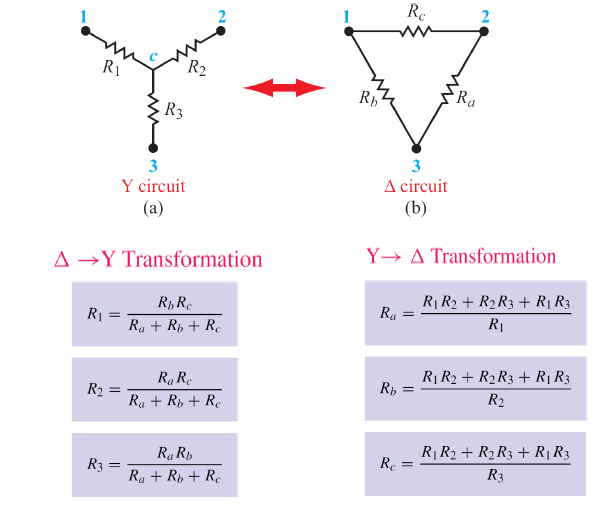 1 2
c
R1 R2
R3
3
Y circuit
(a)
1 Rc 2
Rb Ra
3
Δ circuit
(b)
Δ →Y Transformation
R1 = RbRc / Ra + Rb + Rc
R2 = RaRc / Ra + Rb + Rc
R3 = RaRb / Ra + Rb + Rc
Y→ Δ Transformation
Ra = R1R2 + R2R3 + R1R3 / R1
Rb = R1R2 + R2R3 + R1R3 / R2
Rc = R1R2 + R2R3 + R1R3 / R3